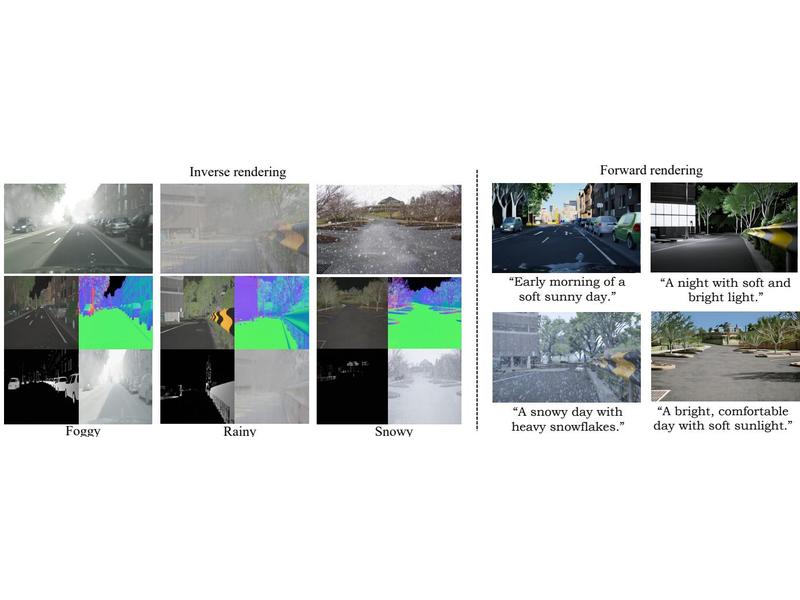 Inverse rendering
Forward rendering
Foggy
Rainy
Snowy
“Early morning of a
soft sunny day.”
“A night with soft and
bright light.”
“A snowy day with
heavy snowflakes.”
“A bright, comfortable
day with soft sunlight.”